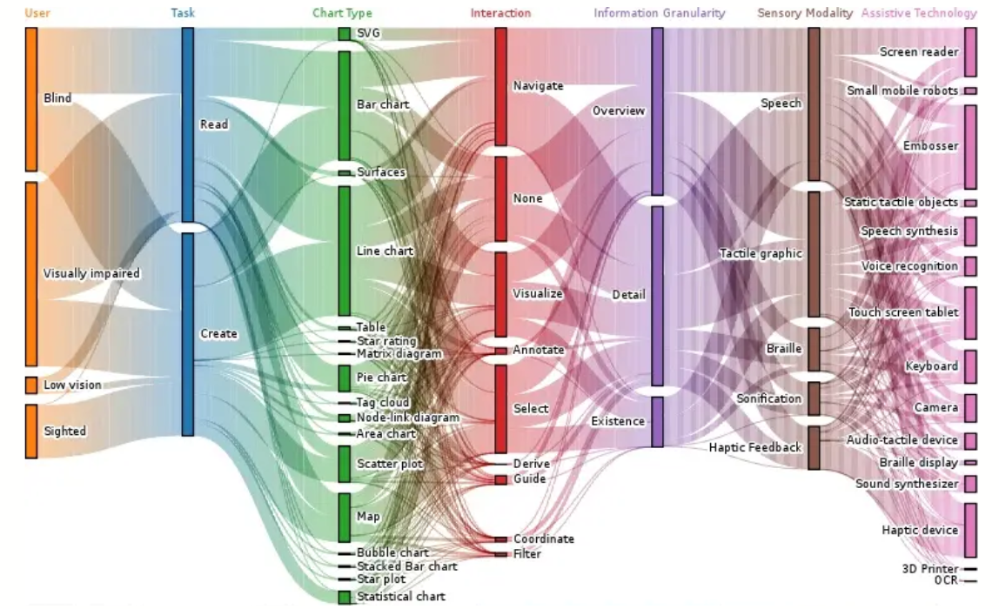 User Task Chart Type Interaction Information Granularity Sensory Modality Assistive Technology
Blind
Visually impaired
Low vision
Sighted
Read
Create
SVG
Bar chart
Surfaces
Line chart
Table
Star rating
Matrix diagram
Pie chart
Tag cloud
Node-link diagram
Area chart
Scatter plot
Map
Bubble chart
Stacked Bar chart
Star plot
Statistical chart
Navigate
None
Visualize
Annotate
Select
Derive
Guide
Coordinate
Filter
Overview
Detail
Existence
Speech
Tactile graphic
Braille
Sonification
Haptic Feedback
Screen reader
Small mobile robots
Embosser
Static tactile objects
Speech synthesis
Voice recognition
Touch screen tablet
Keyboard
Camera
Audio-tactile device
Braille display
Sound synthesizer
Haptic device
3D Printer
OCR